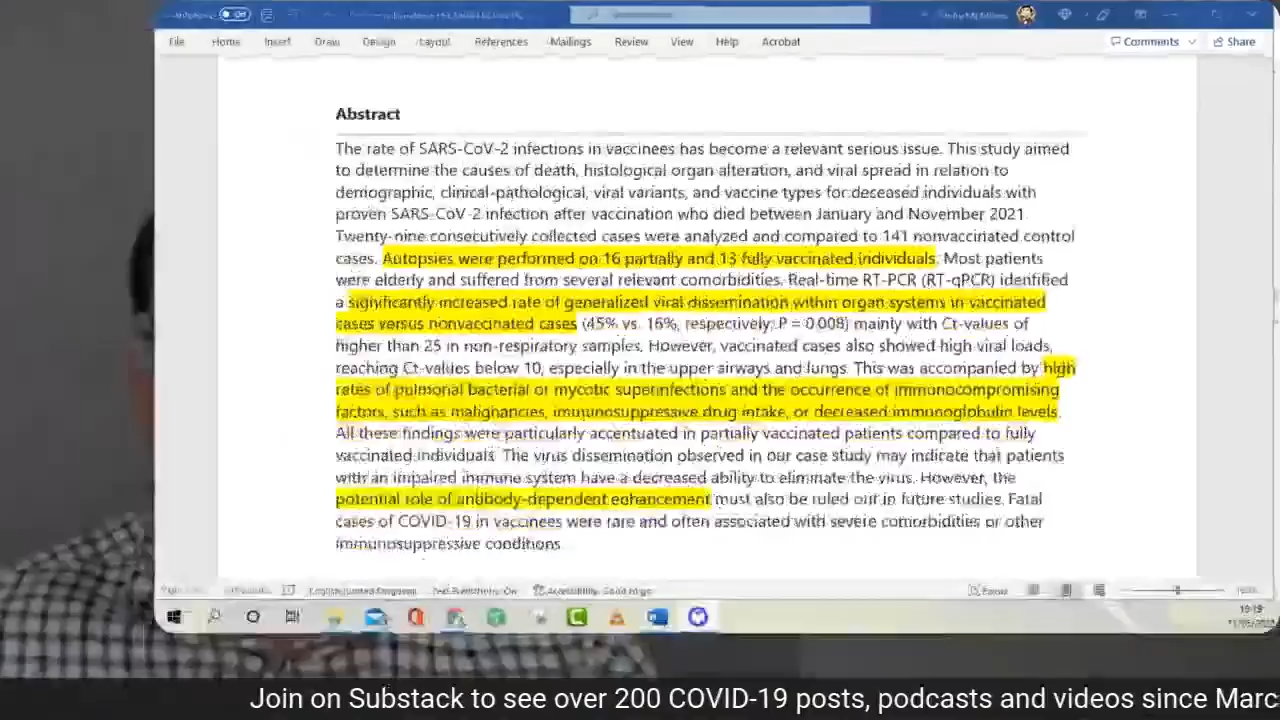 File Home Insert Draw Design Layout References Mailings Review View Help Acrobat Comments Share
Abstract
The rate of SARS-CoV-2 infections in vaccinees has become a relevant serious issue. This study aimed
to determine the causes of death, histological organ alteration, and viral spread in relation to
demographic, clinical-pathological, viral variants, and vaccine types for deceased individuals with
proven SARS-CoV-2 infection after vaccination who died between January and November 2021.
Twenty-nine consecutively collected cases were analyzed and compared to 141 nonvaccinated control
cases. Autopsies were performed on 16 partially and 13 fully vaccinated individuals. Most patients
were elderly and suffered from several relevant comorbidities. Real-time RT-PCR (RT-qPCR) identified
a significantly increased rate of generalized viral dissemination within organ systems in vaccinated
cases versus nonvaccinated cases (45% vs. 16%, respectively; P = 0.008) mainly with Ct-values of
higher than 25 in non-respiratory samples. However, vaccinated cases also showed high viral loads,
reaching Ct-values below 10, especially in the upper airways and lungs. This was accompanied by high
rates of pulmonal bacterial or mycotic superinfections and the occurrence of immunocompromising
factors, such as malignancies, immunosuppressive drug intake, or decreased immunoglobulin levels.
All these findings were particularly accentuated in partially vaccinated patients compared to fully
vaccinated individuals. The virus dissemination observed in our case study may indicate that patients
with an impaired immune system have a decreased ability to eliminate the virus. However, the
potential role of antibody-dependent enhancement must also be ruled out in future studies. Fatal
cases of COVID-19 in vaccinees were rare and often associated with severe comorbidities or other
immunosuppressive conditions.
Focus
19:19
Join on Substack to see over 200 COVID-19 posts, podcasts and videos since Marc